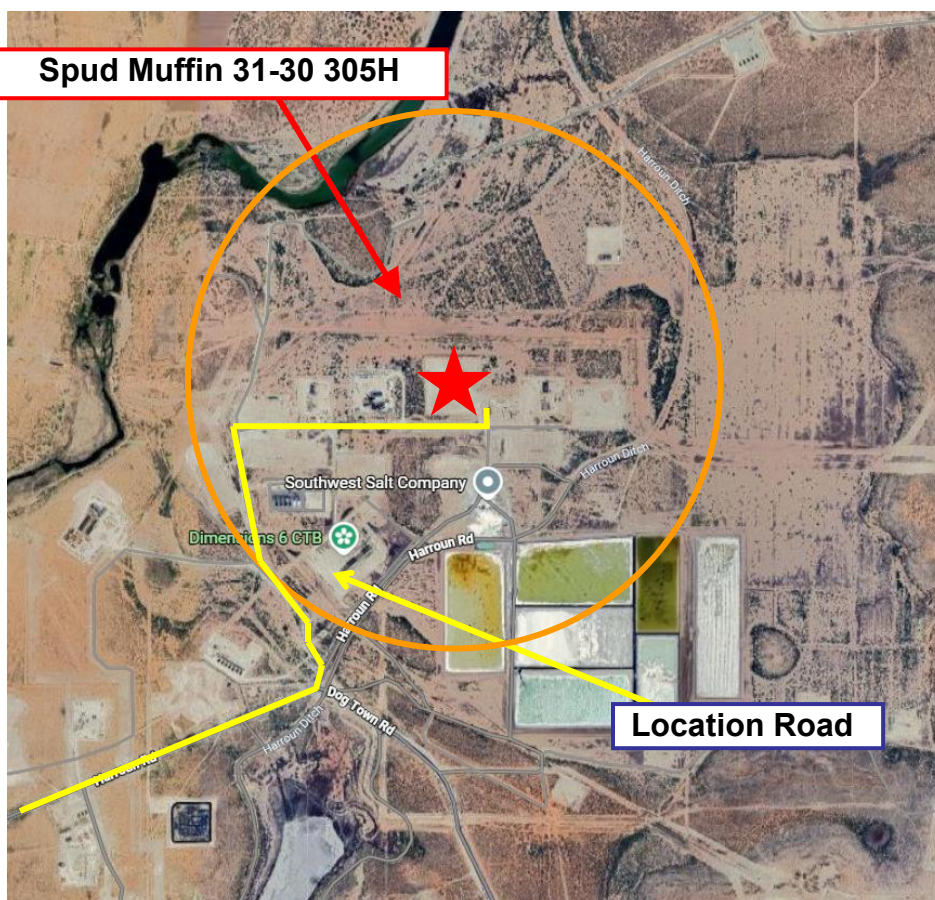 Spud Muffin 31-30 305H
Harroun Ditch
Harroun Ditch
Southwest Salt Company
Dimensions 6 CTB
Harroun Rd
Harroun Rd
Location Road
Dog Town Rd
Harroun Ditch
Harroun Rd